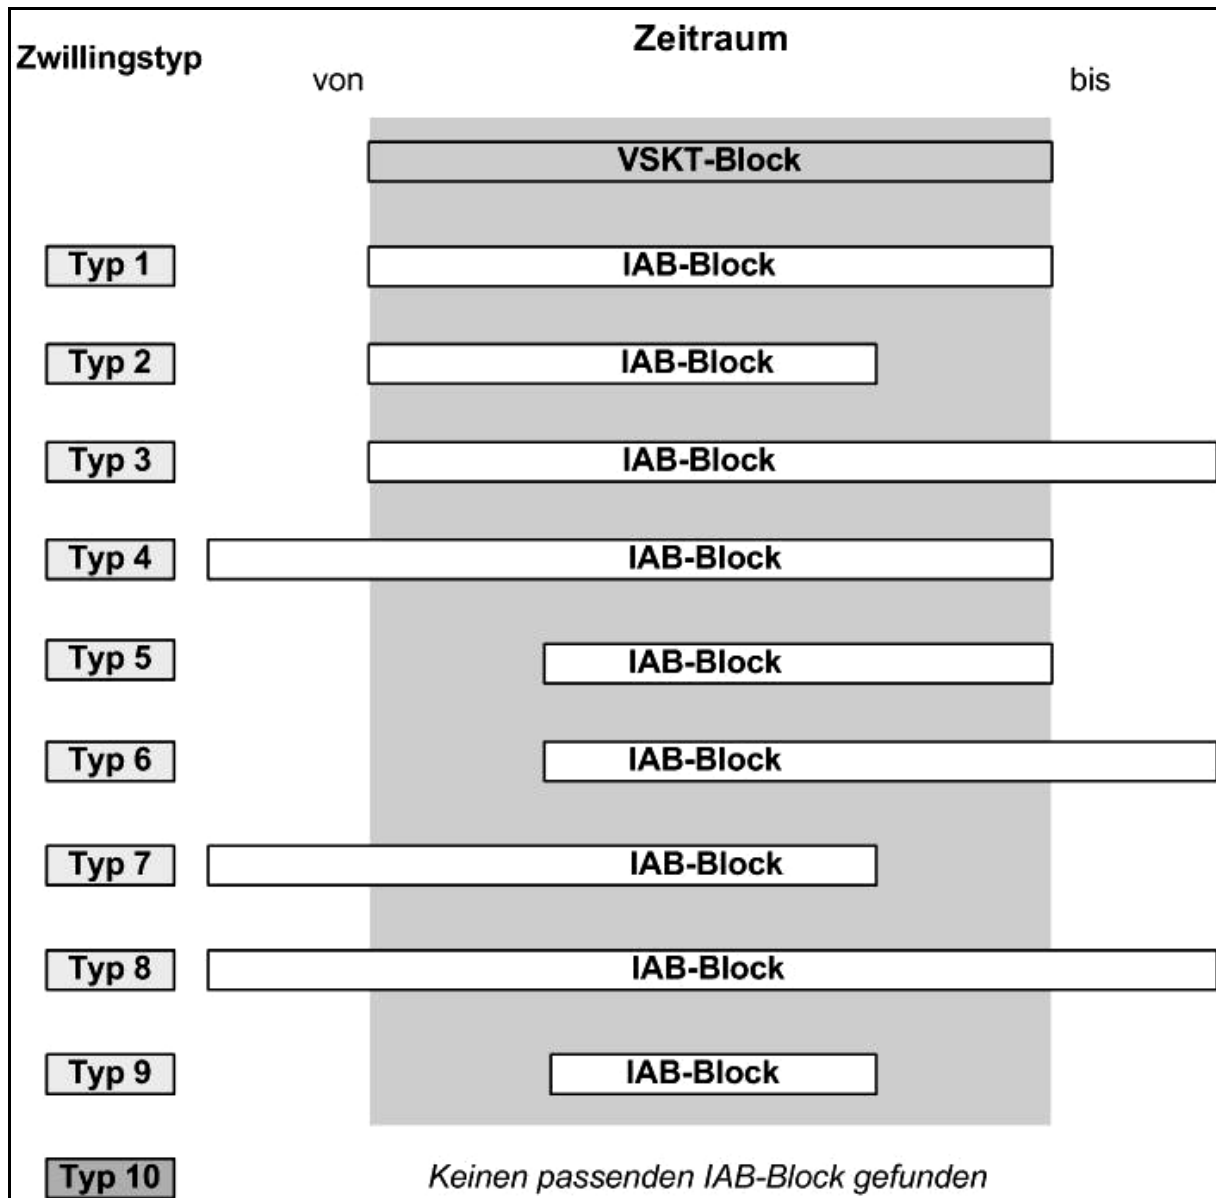 Zwillingstyp
Zeitraum
von
bis
VSKT-Block
Typ 1
IAB-Block
Typ 2
IAB-Block
Typ 3
IAB-Block
Typ 4
IAB-Block
Typ 5
IAB-Block
Typ 6
IAB-Block
Typ 7
IAB-Block
Typ 8
IAB-Block
Typ 9
IAB-Block
Typ 10
Keinen passenden IAB-Block gefunden